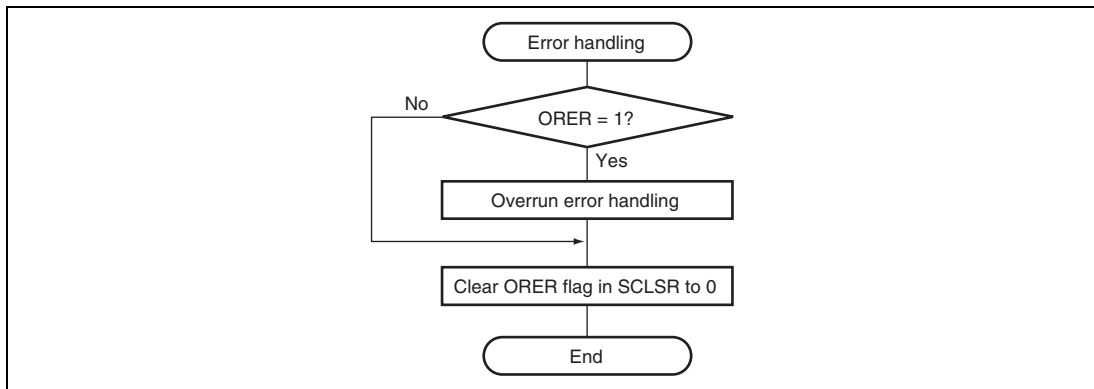 Error handling
No
ORER = 1?
Yes
Overrun error handling
Clear ORER flag in SCLSR to 0
End